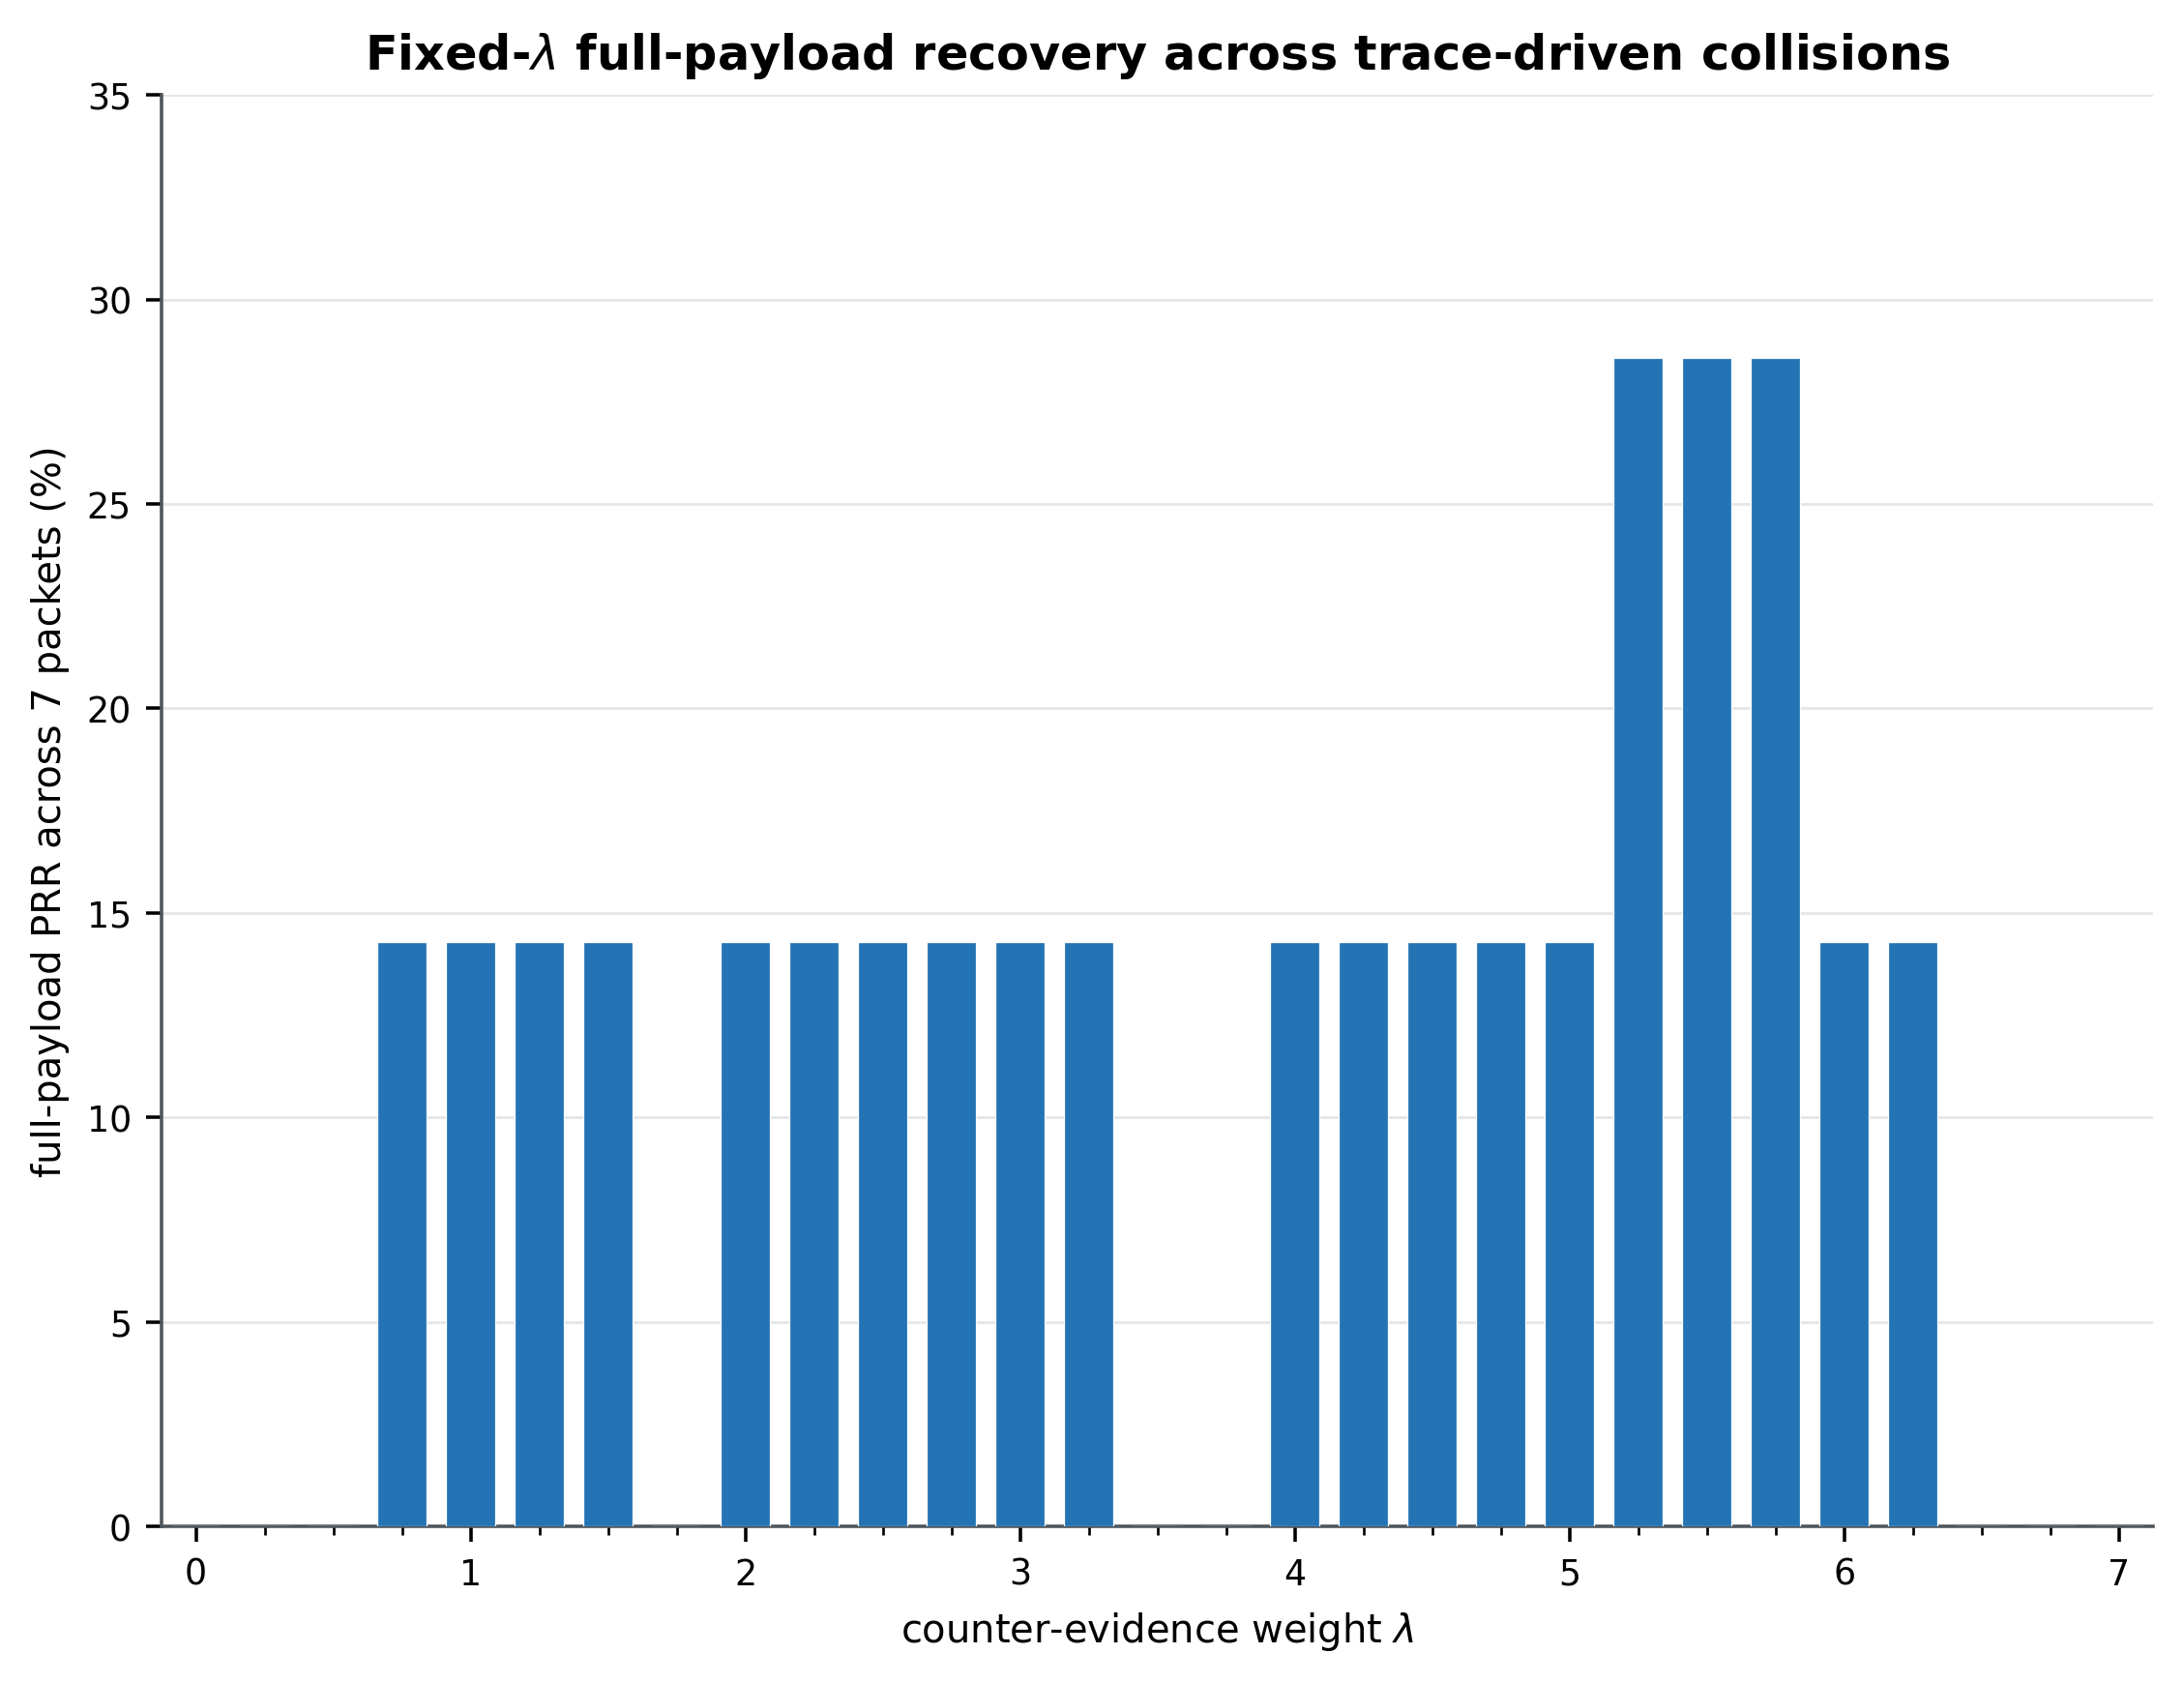 Fixed-λ full-payload recovery across trace-driven collisions
full-payload PRR across 7 packets (%)
35
30
25
20
15
10
5
0
0 1 2 3 4 5 6 7
counter-evidence weight λ